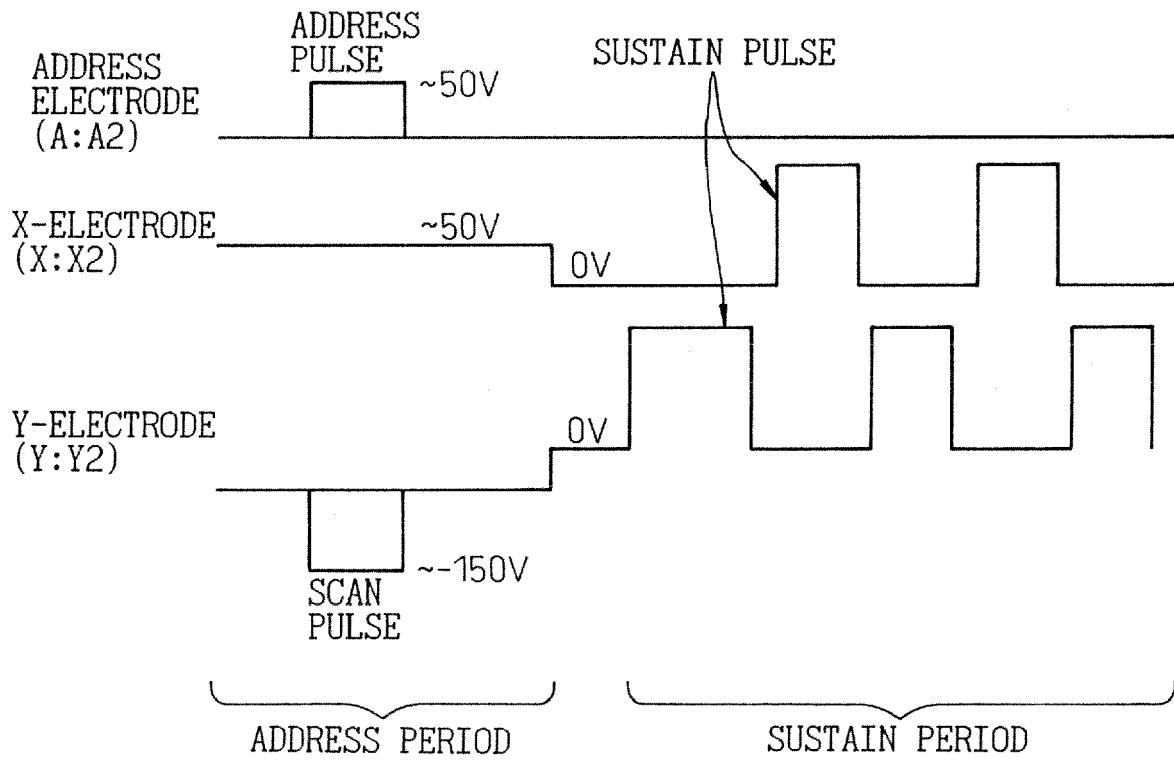 ADDRESS
PULSE
ADDRESS
ELECTRODE
(A:A2)
~50V
SUSTAIN PULSE
X-ELECTRODE
(X:X2)
~50V
0V
Y-ELECTRODE
(Y:Y2)
0V
~-150V
SCAN
PULSE
ADDRESS PERIOD
SUSTAIN PERIOD